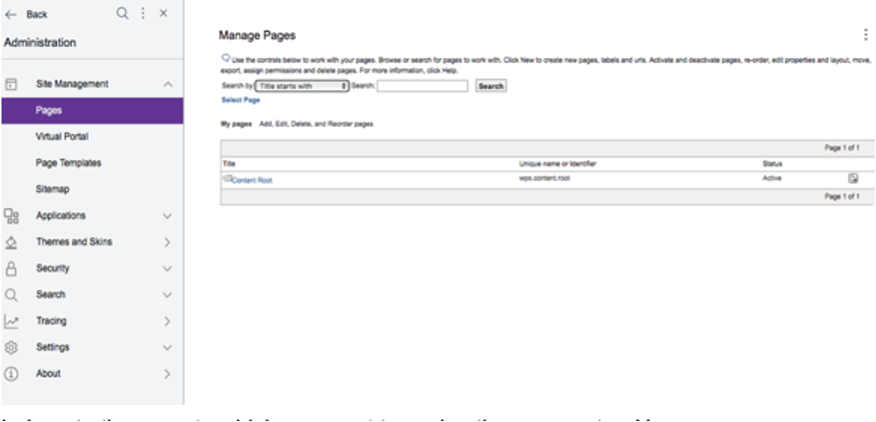 Back
Administration
Site Management
Pages
Virtual Portal
Page Templates
Sitemap
Applications
Themes and Skins
Security
Search
Tracing
Settings
About
Manage Pages
Use the controls below to work with your pages. Browse or search for pages to work with. Click New to create new pages, labels and urls. Activate and deactivate pages, re-order, edit properties and layout, move,
export, assign permissions and delete pages. For more information, click Help.
Search by: Title starts with Search: Search
Select Page
My pages Add, Edit, Delete, and Reorder pages
Page 1 of 1
Title Unique name or Identifier Status
Content Root wps.content.root Active
Page 1 of 1